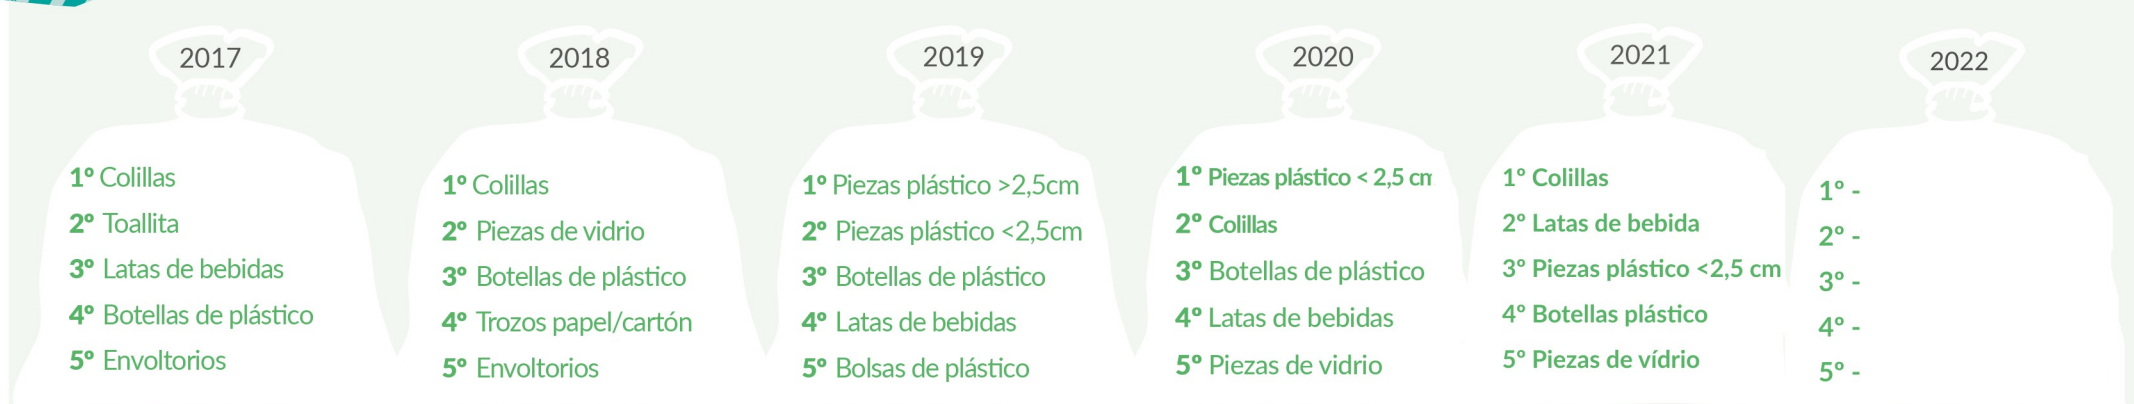 2017
1º Colillas
2º Toallita
3º Latas de bebidas
4º Botellas de plástico
5º Envoltorios
2018
1º Colillas
2º Piezas de vidrio
3º Botellas de plástico
4º Trozos papel/cartón
5º Envoltorios
2019
1º Piezas plástico >2,5cm
2º Piezas plástico <2,5cm
3º Botellas de plástico
4º Latas de bebidas
5º Bolsas de plástico
2020
1º Piezas plástico < 2,5 cm
2º Colillas
3º Botellas de plástico
4º Latas de bebidas
5º Piezas de vidrio
2021
1º Colillas
2º Latas de bebida
3º Piezas plástico <2,5 cm
4º Botellas plástico
5º Piezas de vídrio
2022
1º -
2º -
3º -
4º -
5º -